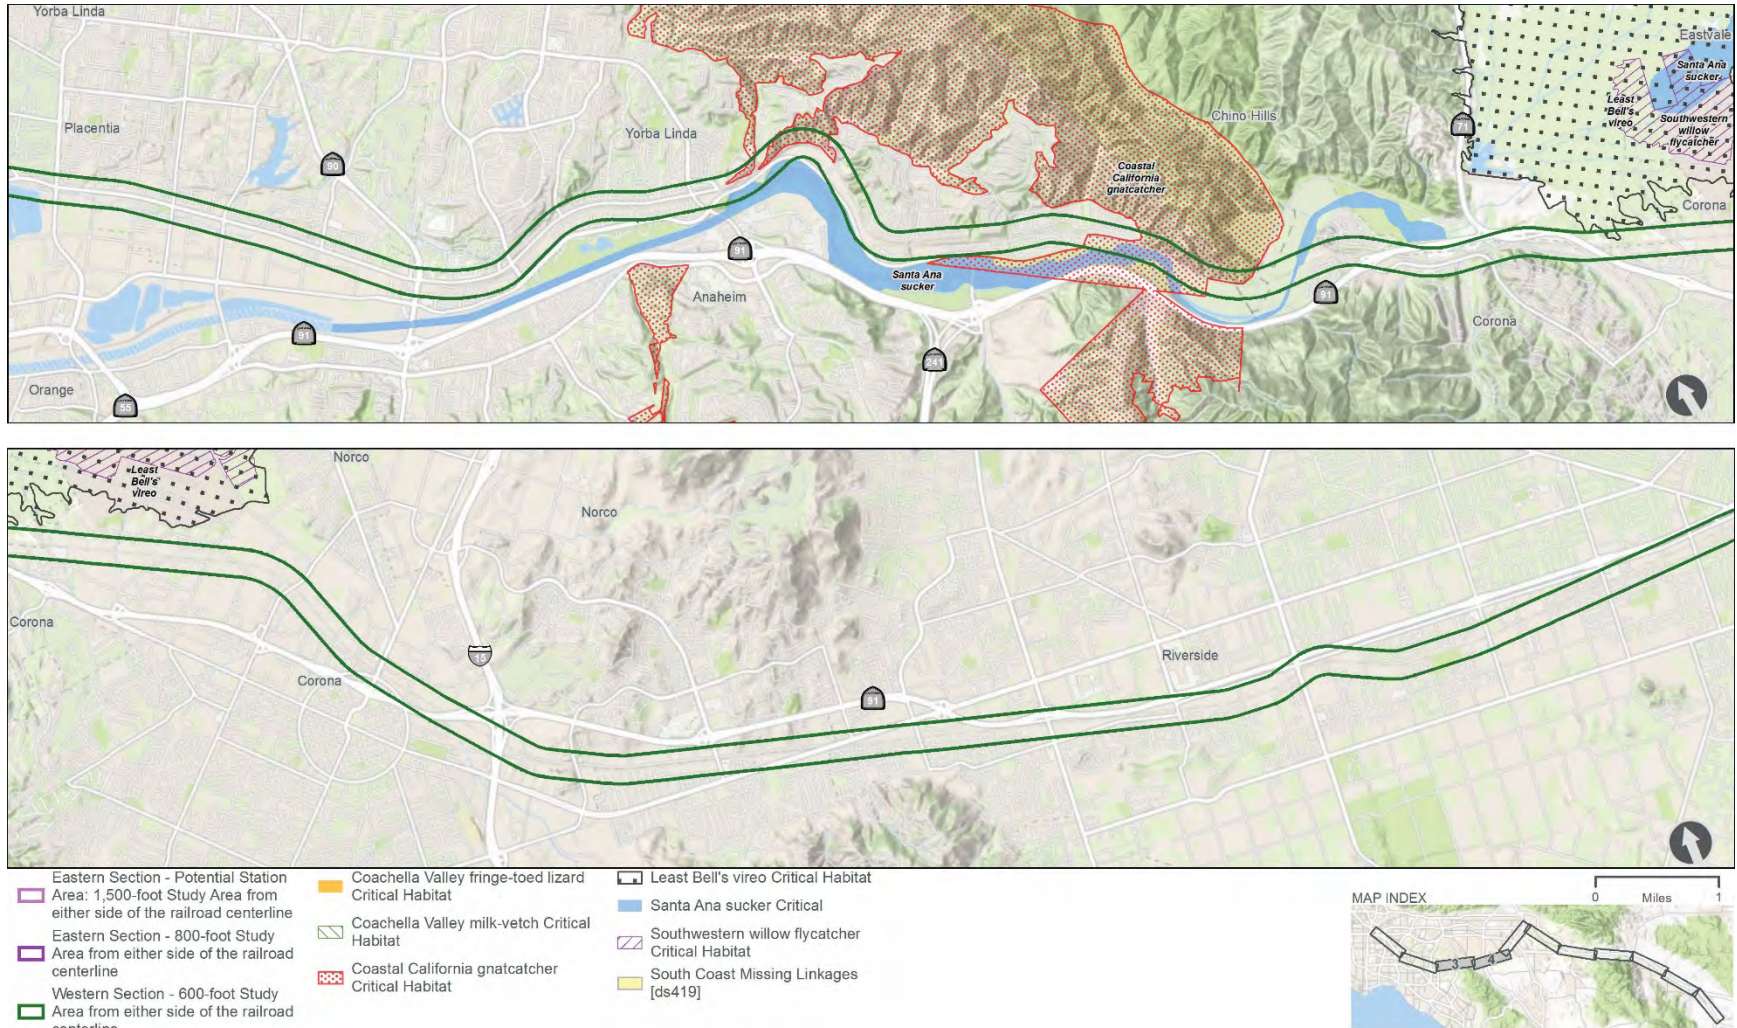 Yorba Linda
Eastvale
Santa Ana
sucker
71
Least
Bell's
vireo
Southwestern
willow
flycatcher
Chino Hills
Placentia
Yorba Linda
90
Coastal
California
gnatcatcher
Corona
91
Santa Ana
sucker
Anaheim
91
Corona
91
241
Orange
55
Least
Bell's
vireo
Norco
Norco
Corona
15
Riverside
Corona
91
Eastern Section - Potential Station
Area: 1,500-foot Study Area from
either side of the railroad centerline
Eastern Section - 800-foot Study
Area from either side of the railroad
centerline
Western Section - 600-foot Study
Area from either side of the railroad
centerline
Coachella Valley fringe-toed lizard
Critical Habitat
Coachella Valley milk-vetch Critical
Habitat
Coastal California gnatcatcher
Critical Habitat
Least Bell's vireo Critical Habitat
Santa Ana sucker Critical
Southwestern willow flycatcher
Critical Habitat
South Coast Missing Linkages
[ds419]
MAP INDEX
0 Miles 1
3 4